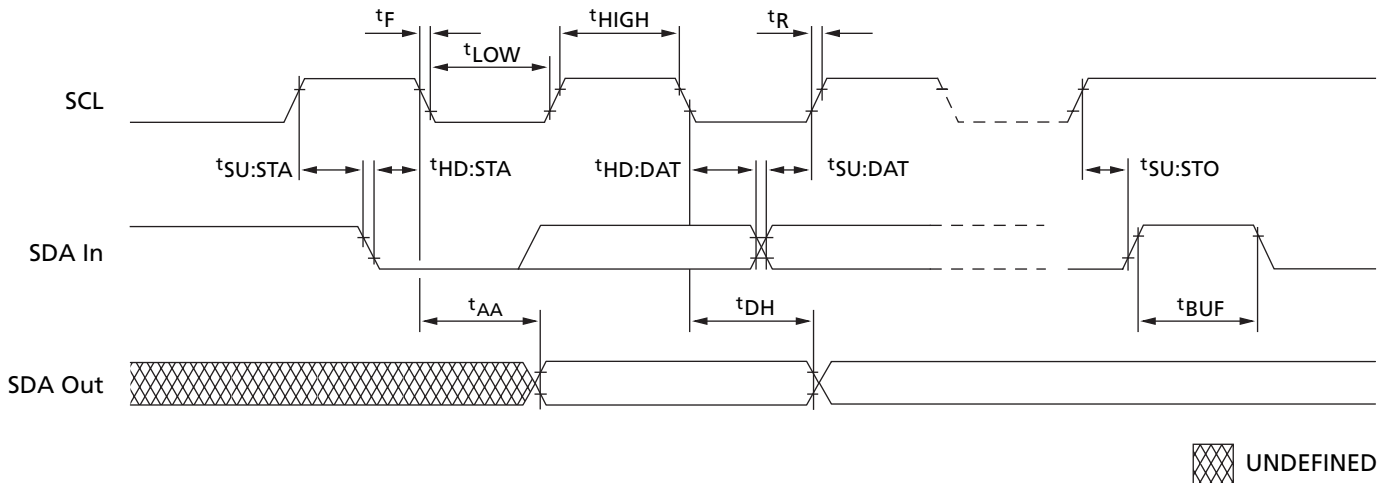 tF
tHIGH
tR
tLOW
SCL
tSU:STA
tHD:STA
tHD:DAT
tSU:DAT
tSU:STO
SDA In
tAA
tDH
tBUF
SDA Out
UNDEFINED